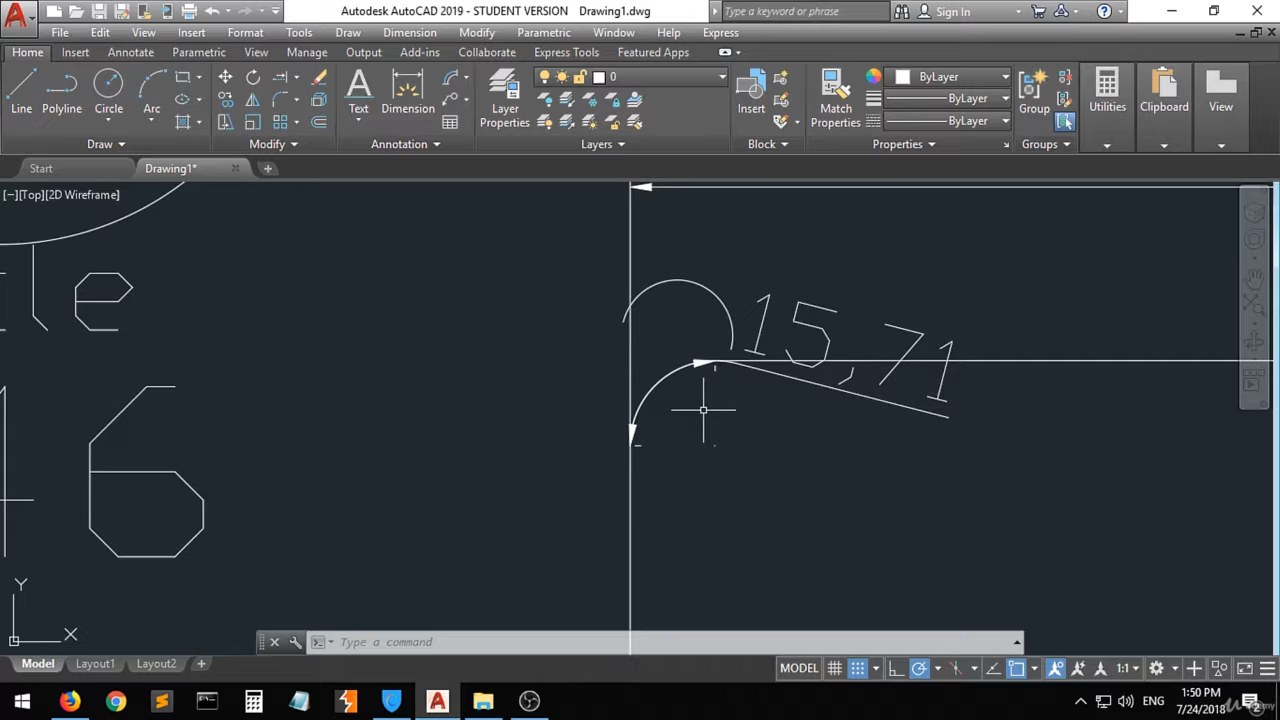 Autodesk AutoCAD 2019 - STUDENT VERSION Drawing1.dwg
Type a keyword or phrase
Sign In
File Edit View Insert Format Tools Draw Dimension Modify Parametric Window Help Express
Home Insert Annotate Parametric View Manage Output Add-ins Collaborate Express Tools Featured Apps
Line Polyline Circle Arc
Text Dimension
Layer Properties
0
Insert
Match Properties
ByLayer
ByLayer
ByLayer
Group
Utilities
Clipboard
View
Draw Modify Annotation Layers Block Properties Groups
Start
Drawing1*
[−][Top][2D Wireframe]
le
15,71
6
Y
X
Type a command
Model Layout1 Layout2
MODEL
1:1
ENG
1:50 PM
7/24/2018
2